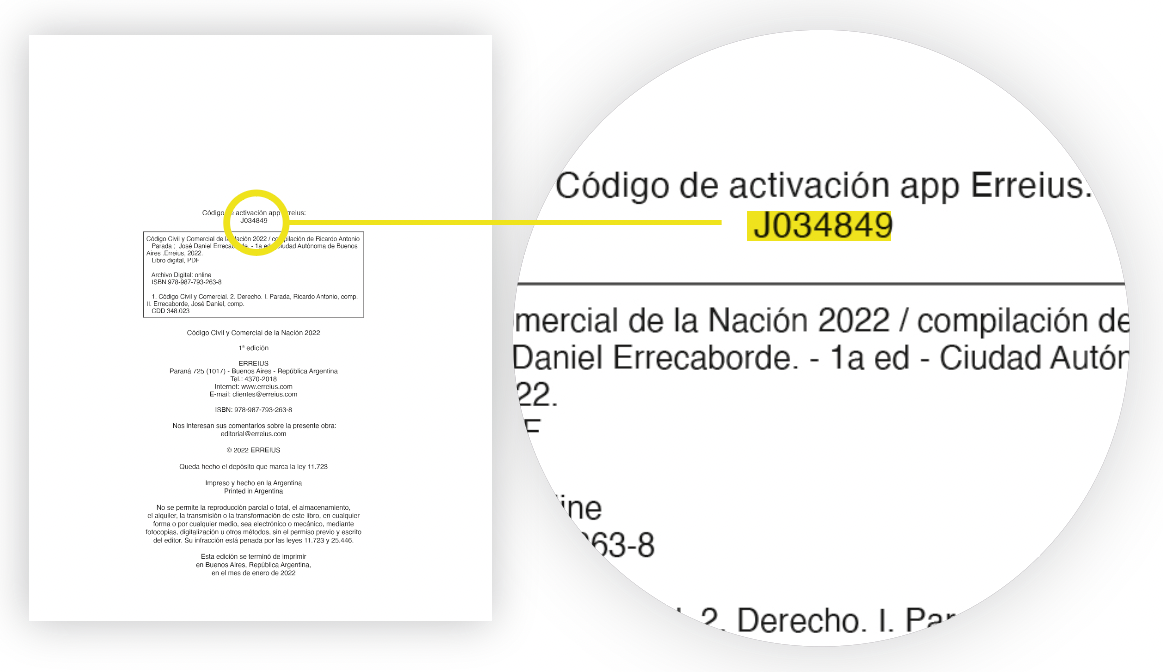 Código de activación app Erreius:
J034849
Código Civil y Comercial de la Nación 2022 / compilación de Ricardo Antonio
Parada ; José Daniel Errecaborde. - 1a ed - Ciudad Autónoma de Buenos
Aires : Erreius, 2022.
Libro digital, PDF
Archivo Digital: online
ISBN 978-987-793-263-8
1. Código Civil y Comercial. 2. Derecho. I. Parada, Ricardo Antonio, comp.
II. Errecaborde, José Daniel, comp.
CDD 348.023
Código Civil y Comercial de la Nación 2022
1ª edición
ERREIUS
Paraná 725 (1017) - Buenos Aires - República Argentina
Tel.: 4370-2018
Internet: www.erreius.com
E-mail: clientes@erreius.com
ISBN: 978-987-793-263-8
Nos interesan sus comentarios sobre la presente obra:
editorial@erreius.com
© 2022 ERREIUS
Queda hecho el depósito que marca la ley 11.723
Impreso y hecho en la Argentina
Printed in Argentina
No se permite la reproducción parcial o total, el almacenamiento,
el alquiler, la transmisión o la transformación de este libro, en cualquier
forma o por cualquier medio, sea electrónico o mecánico, mediante
fotocopias, digitalización u otros métodos, sin el permiso previo y escrito
del editor. Su infracción está penada por las leyes 11.723 y 25.446.
Esta edición se terminó de imprimir
en Buenos Aires, República Argentina,
en el mes de enero de 2022
Código de activación app Erreius.
J034849
mercial de la Nación 2022 / compilación de
Daniel Errecaborde. - 1a ed - Ciudad Autón
22.
ine
263-8
2. Derecho. I. Par